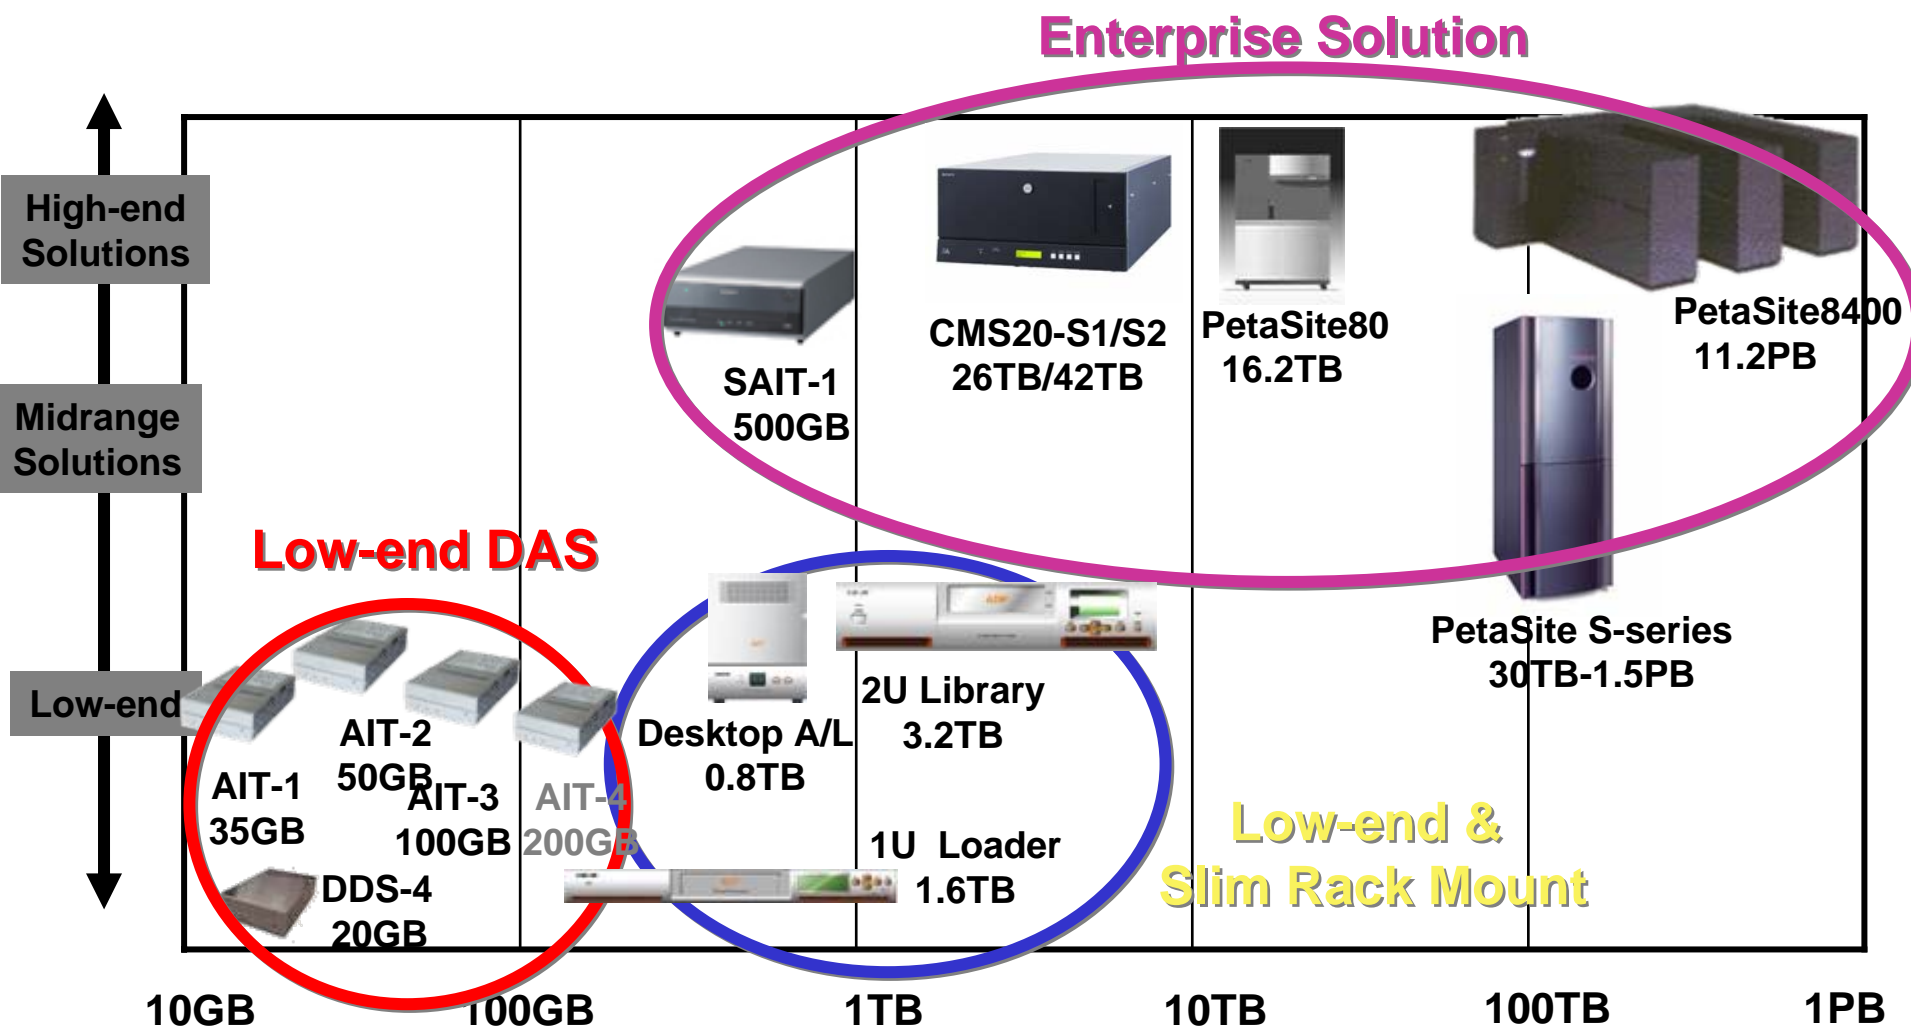 Enterprise Solution
High-end
Solutions
Midrange
Solutions
Low-end
SAIT-1
500GB
CMS20-S1/S2
26TB/42TB
PetaSite80
16.2TB
PetaSite8400
11.2PB
PetaSite S-series
30TB-1.5PB
Low-end DAS
AIT-1
35GB
AIT-2
50GB
AIT-3
100GB
AIT-4
200GB
DDS-4
20GB
Desktop A/L
0.8TB
2U Library
3.2TB
1U Loader
1.6TB
Low-end &
Slim Rack Mount
10GB
100GB
1TB
10TB
100TB
1PB